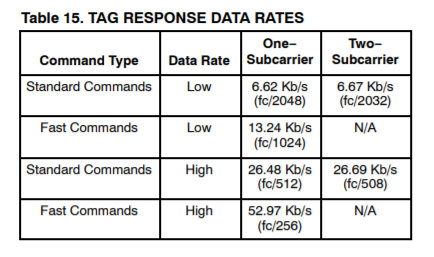 Table 15. TAG RESPONSE DATA RATES
Command Type Data Rate One–Subcarrier Two–Subcarrier
Standard Commands Low 6.62 Kb/s (fc/2048) 6.67 Kb/s (fc/2032)
Fast Commands Low 13.24 Kb/s (fc/1024) N/A
Standard Commands High 26.48 Kb/s (fc/512) 26.69 Kb/s (fc/508)
Fast Commands High 52.97 Kb/s (fc/256) N/A